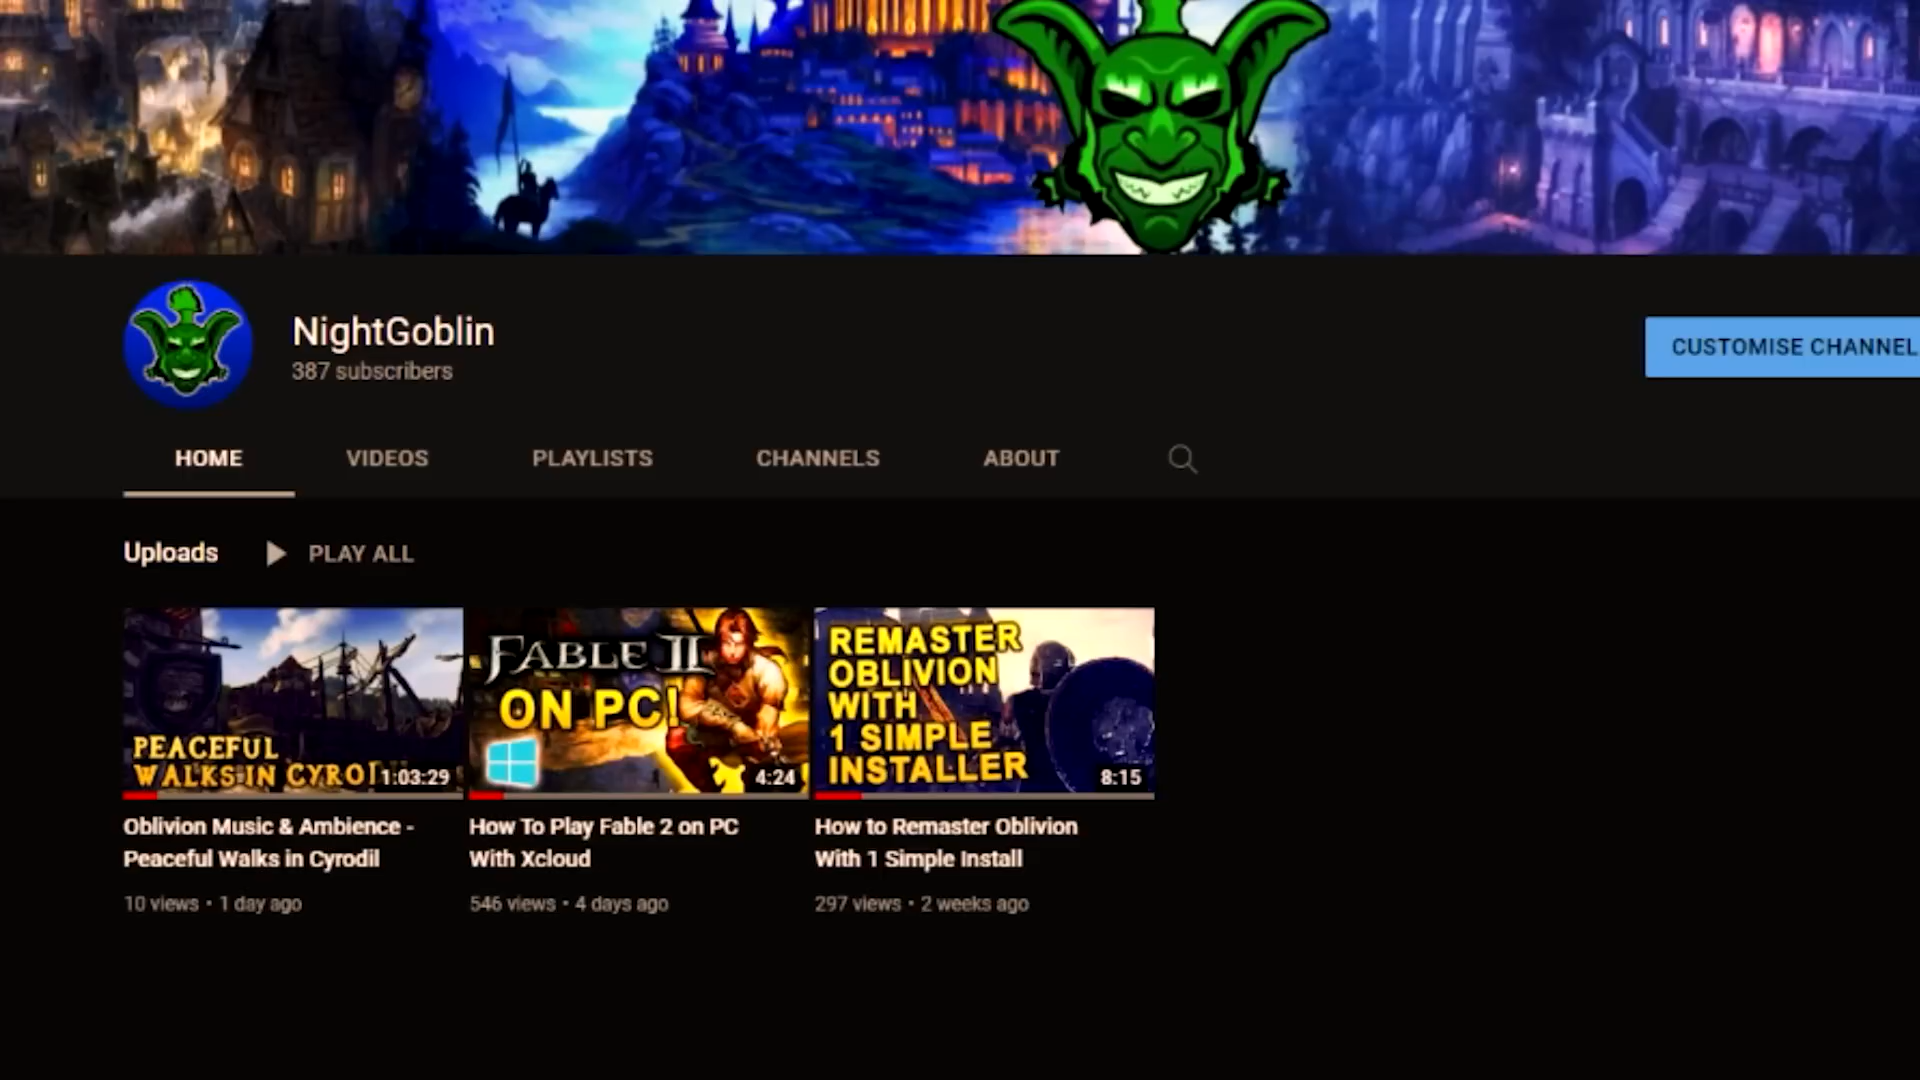 NightGoblin
387 subscribers
CUSTOMISE CHANNEL
HOME VIDEOS PLAYLISTS CHANNELS ABOUT
Uploads PLAY ALL
PEACEFUL
WALKS IN CYRO
1:03:29
FABLE II
ON PC!
4:24
REMASTER
OBLIVION
WITH
1 SIMPLE
INSTALLER
8:15
Oblivion Music & Ambience -
Peaceful Walks in Cyrodil
10 views • 1 day ago
How To Play Fable 2 on PC
With Xcloud
546 views • 4 days ago
How to Remaster Oblivion
With 1 Simple Install
297 views • 2 weeks ago